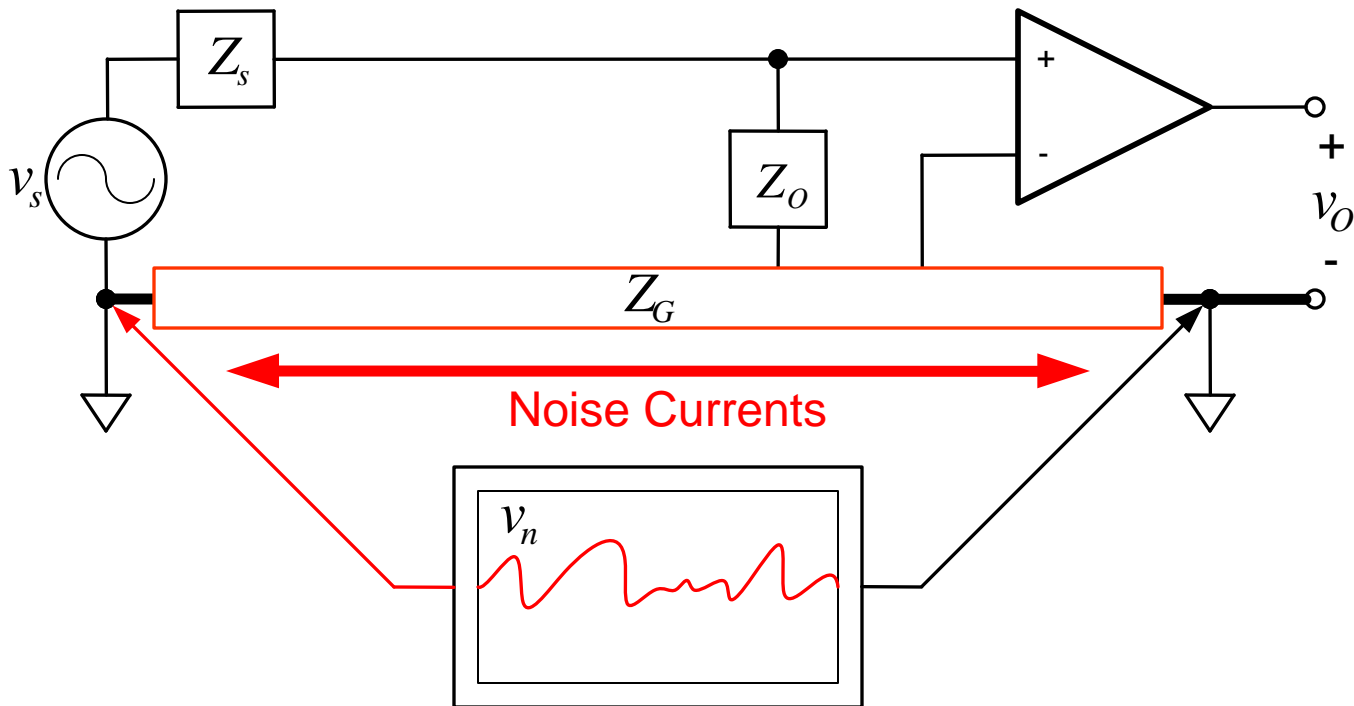 Z_s
+
-
+
v_s
Z_O
v_O
-
Z_G
Noise Currents
v_n